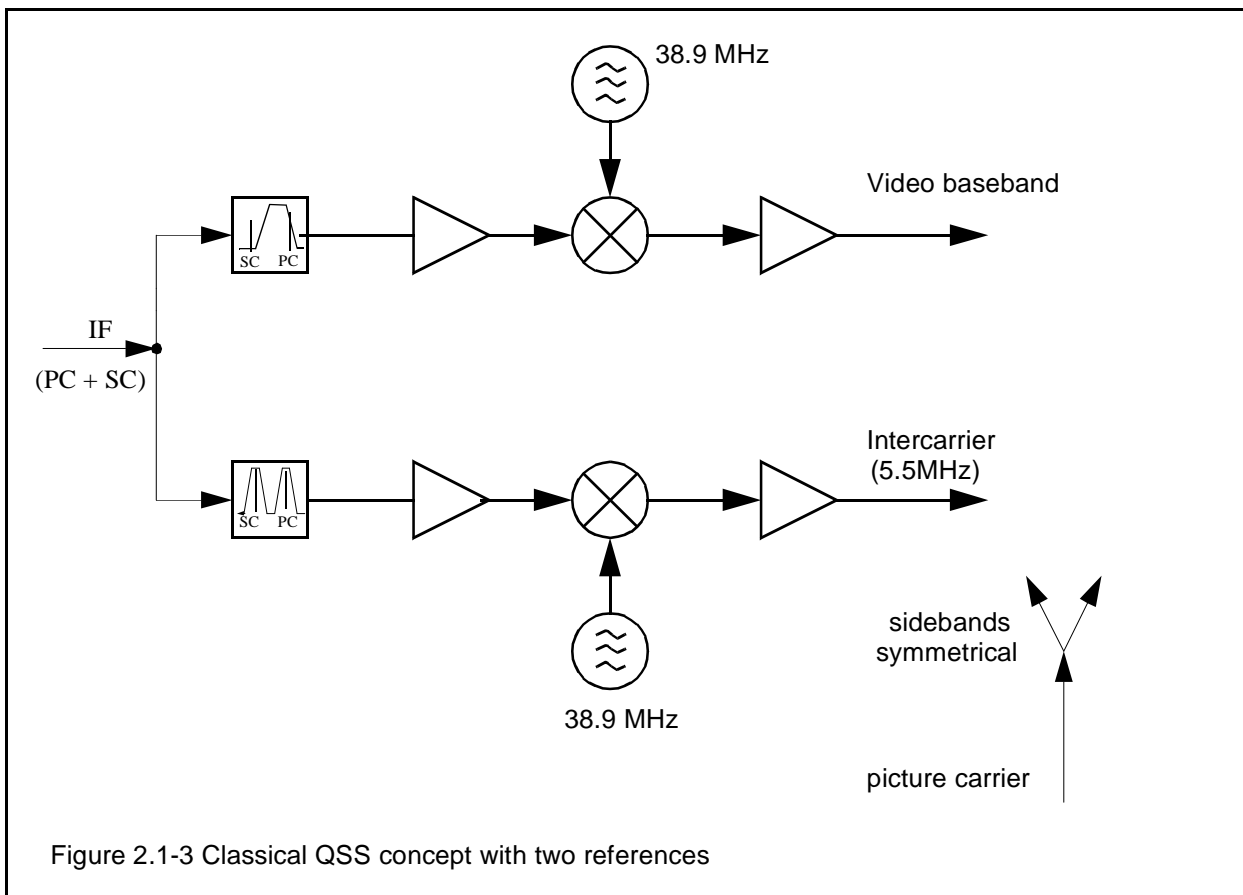 38.9 MHz
Video baseband
SC PC
IF
(PC + SC)
Intercarrier
(5.5MHz)
SC PC
sidebands
symmetrical
38.9 MHz
picture carrier
Figure 2.1-3 Classical QSS concept with two references